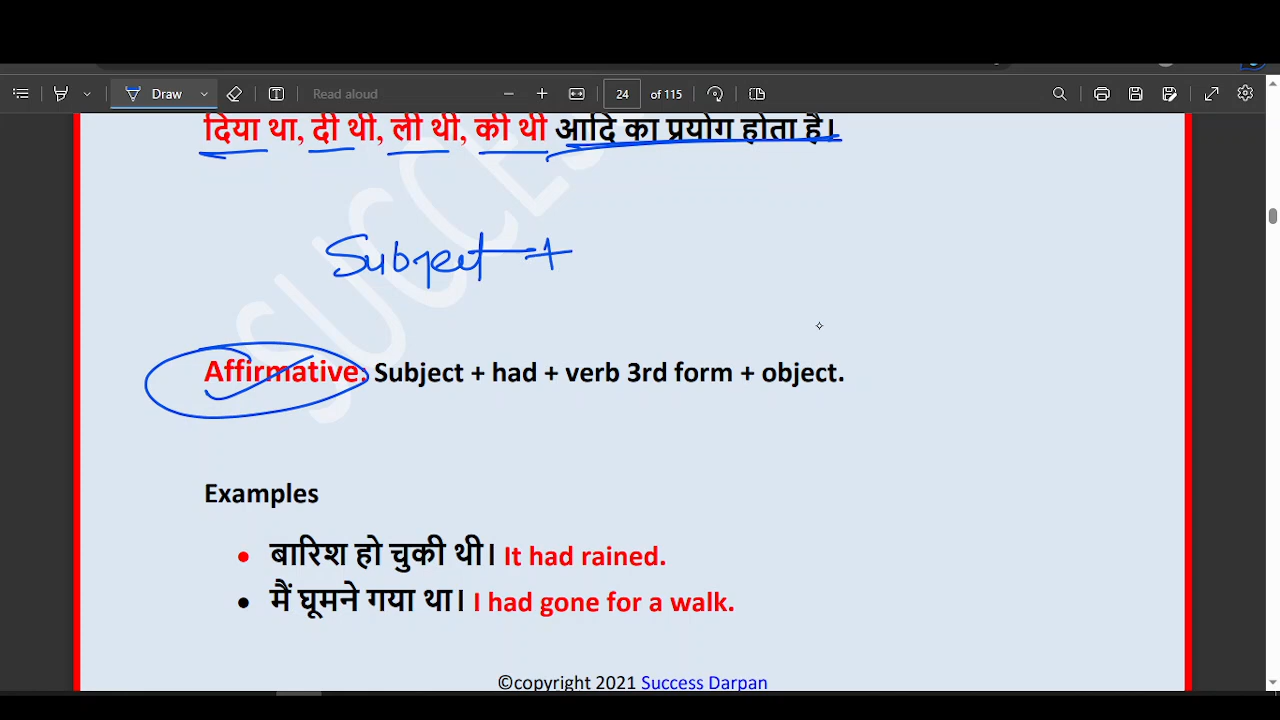 Draw
Read aloud
24 of 115
दिया था, दी थी, ली थी, की थी आदि का प्रयोग होता है।
SUCCE
Subject +
Affirmative: Subject + had + verb 3rd form + object.
Examples
• बारिश हो चुकी थी। It had rained.
• मैं घूमने गया था। I had gone for a walk.
©copyright 2021 Success Darpan